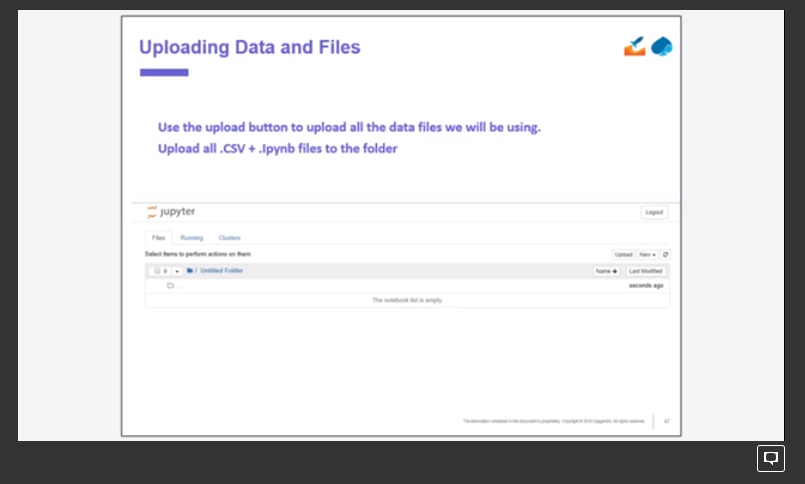 Uploading Data and Files
Use the upload button to upload all the data files we will be using.
Upload all .CSV + .Ipynb files to the folder
jupyter
Logout
Files Running Clusters
Select items to perform actions on them.
Upload New
0 / Untitled Folder Name Last Modified
seconds ago
The notebook list is empty.
The information contained in this document is proprietary. Copyright © 2018 Capgemini. All rights reserved.
47